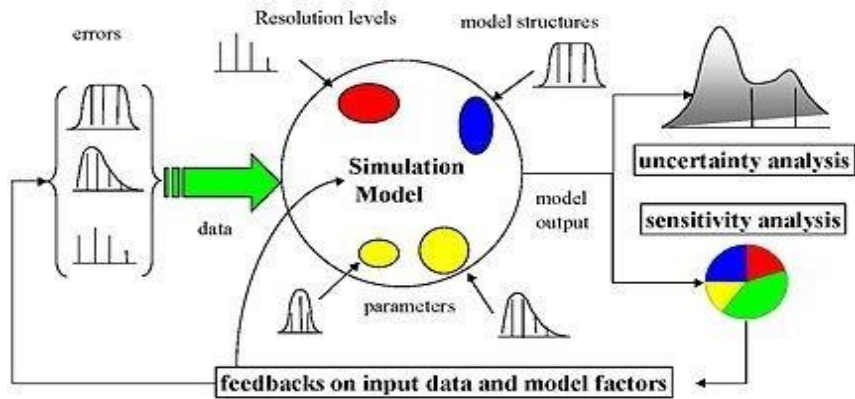 errors
Resolution levels
model structures
Simulation
Model
data
parameters
model
output
uncertainty analysis
sensitivity analysis
feedbacks on input data and model factors